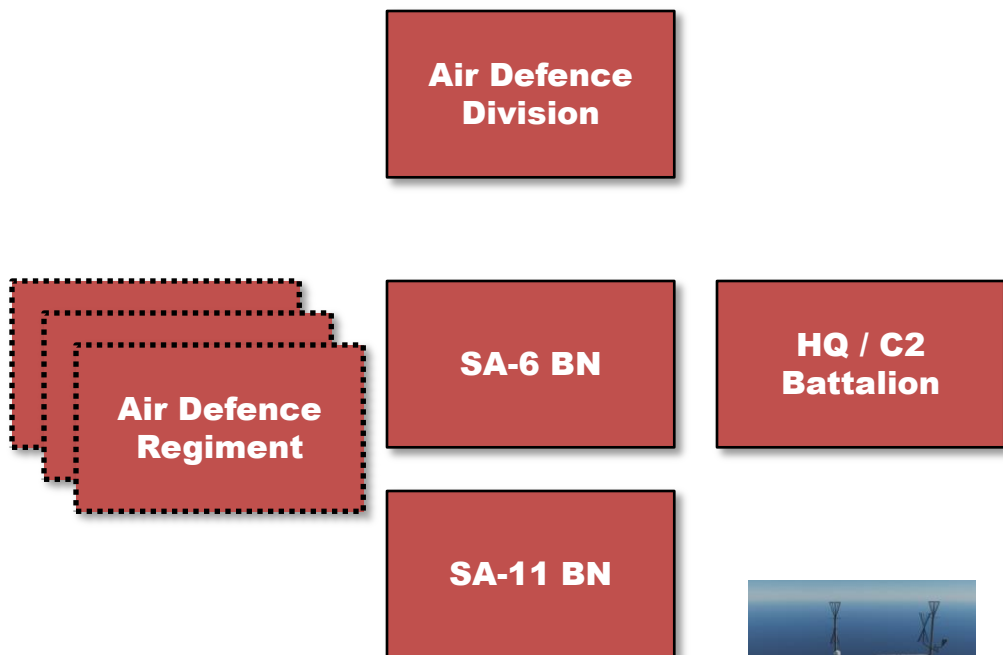 Air Defence
Division
Air Defence
Regiment
SA-6 BN
HQ / C2
Battalion
SA-11 BN